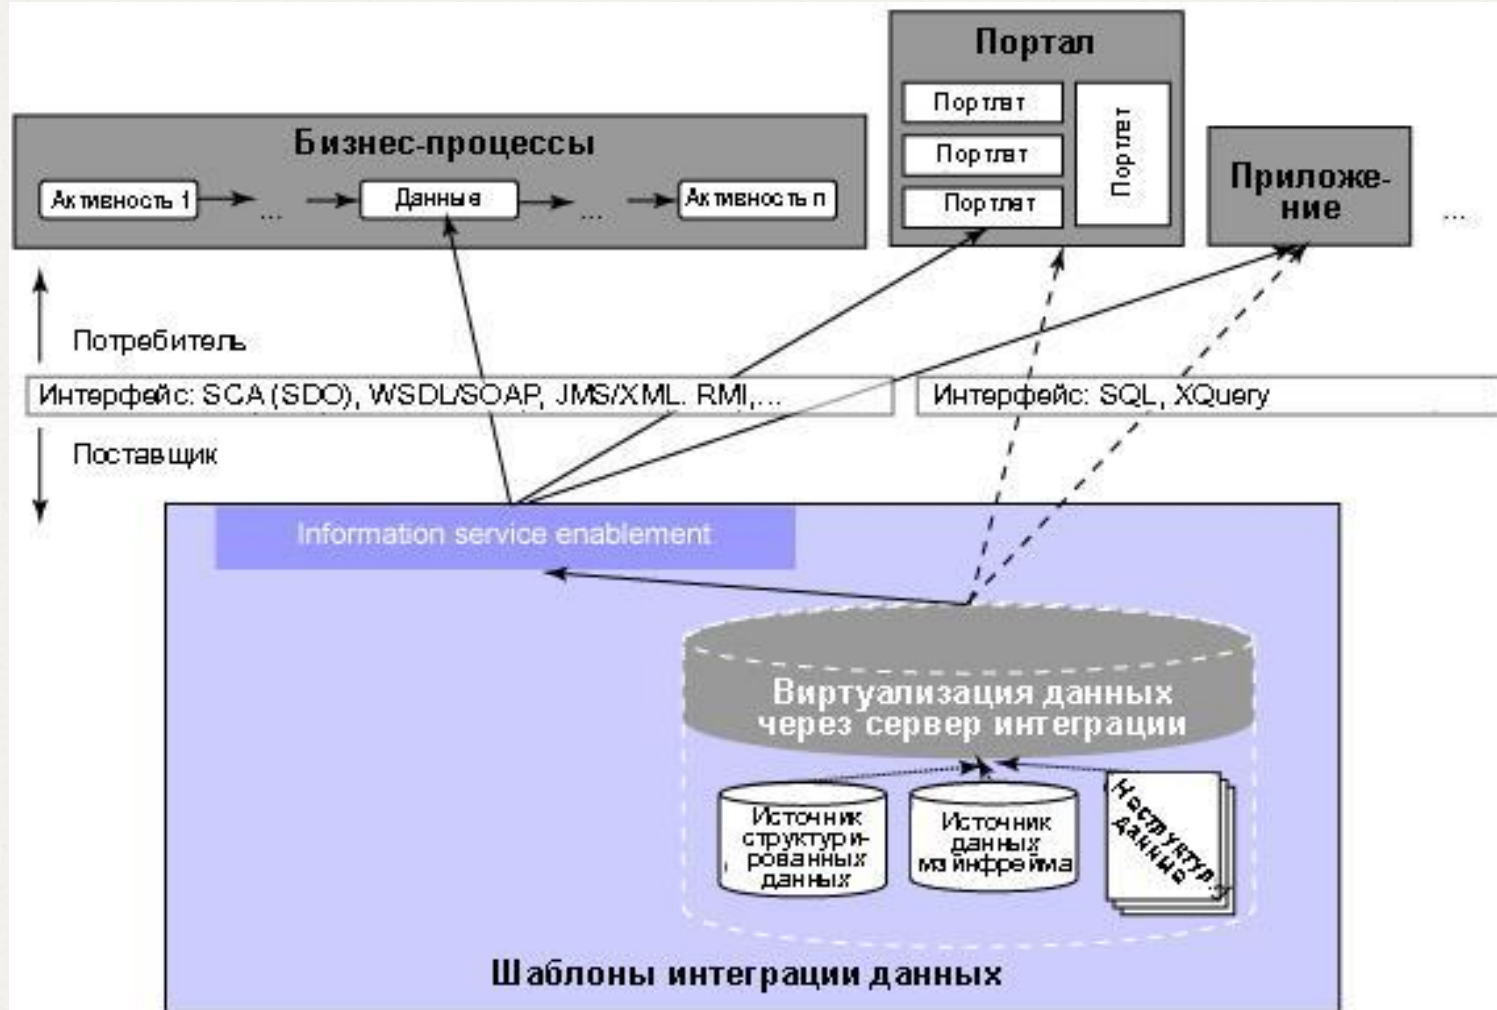 Портал
Портлет
Портлет
Портлет
Портлет
Бизнес-процессы
Активность 1
...
Данные
...
Активность n
Приложе-
ние
...
Потребитель
Интерфейс: SCA (SDO), WSDL/SOAP, JMS/XML. RMI,...
Интерфейс: SQL, XQuery
Поставщик
Information service enablement
Виртуализация данных
через сервер интеграции
Источник
структури-
рованных
данных
Источник
данных
мэйнфрейма
Неструктур.
данные
Шаблоны интеграции данных